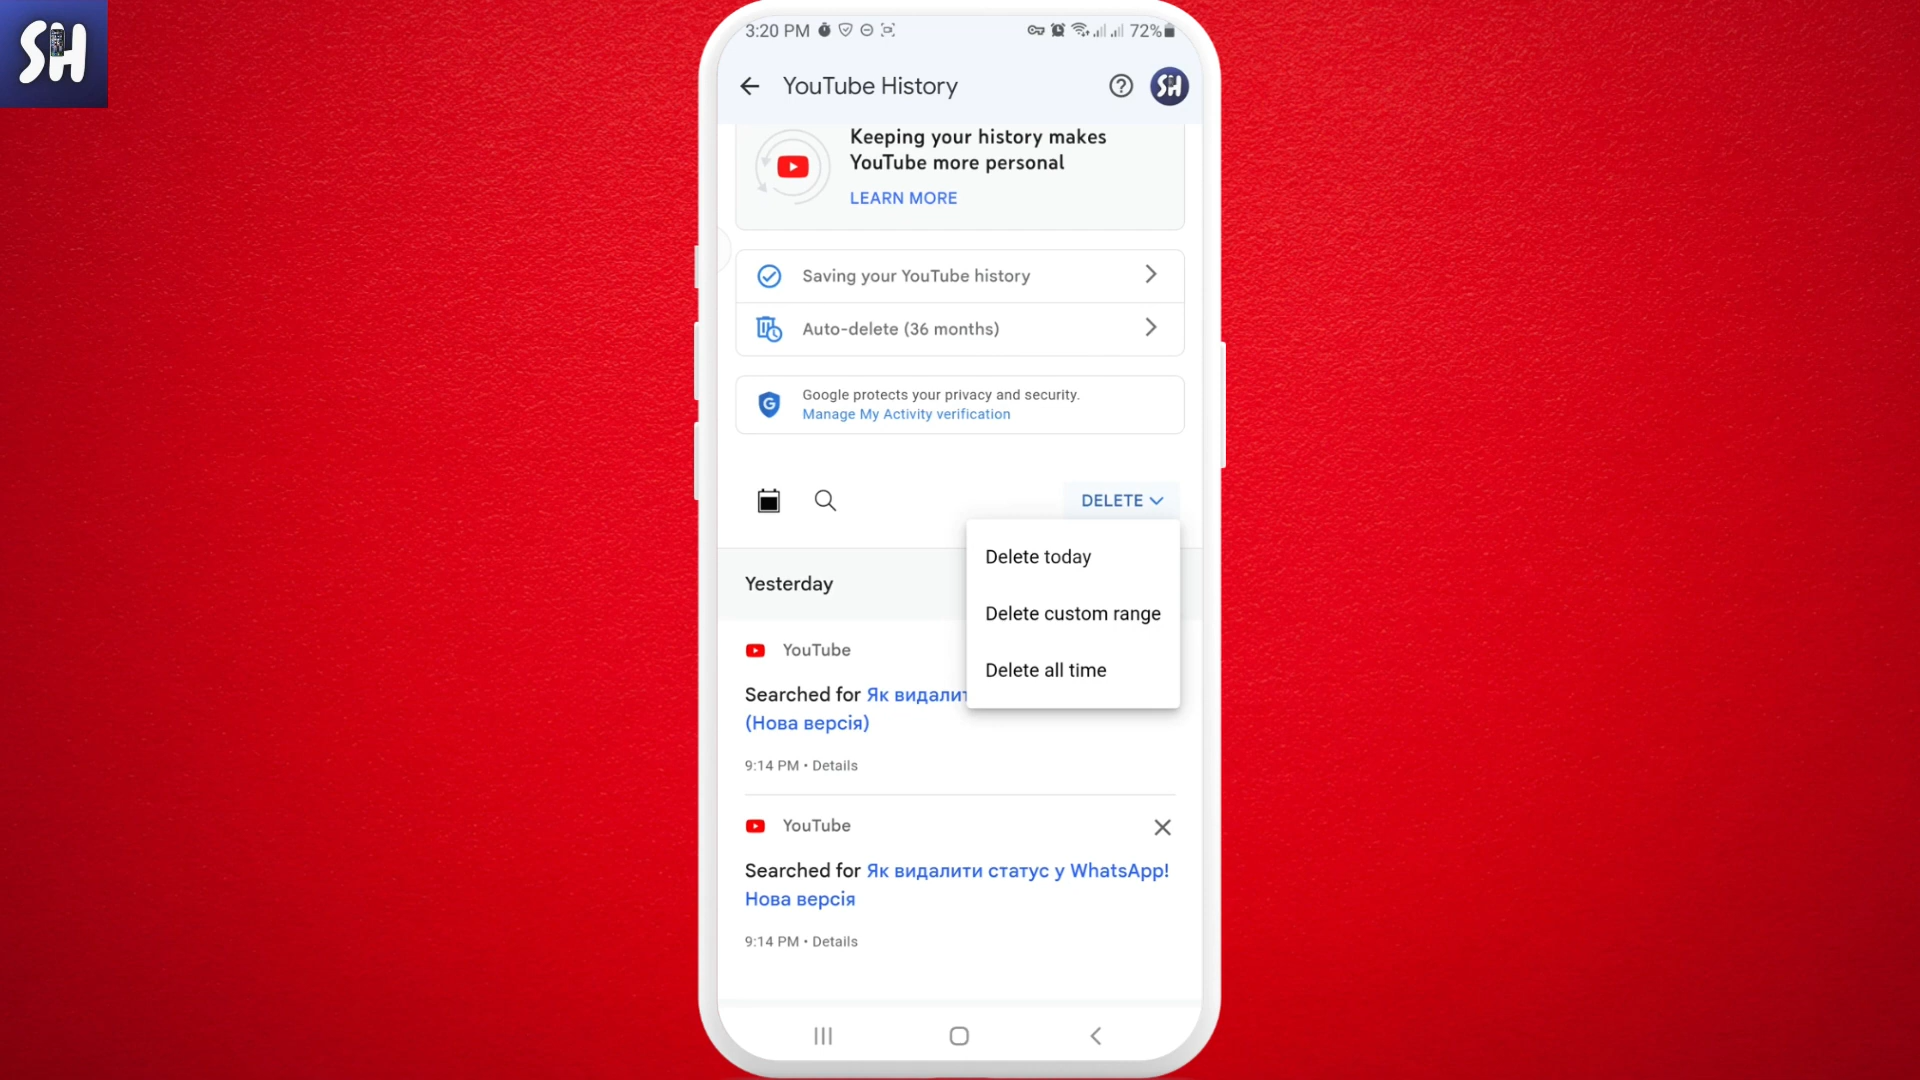 SH
3:20 PM
72%
YouTube History
SH
Keeping your history makes
YouTube more personal
LEARN MORE
Saving your YouTube history
Auto-delete (36 months)
Google protects your privacy and security.
Manage My Activity verification
DELETE
Delete today
Delete custom range
Delete all time
Yesterday
YouTube
Searched for Як видалит
(Нова версія)
9:14 PM • Details
YouTube
Searched for Як видалити статус у WhatsApp!
Нова версія
9:14 PM • Details